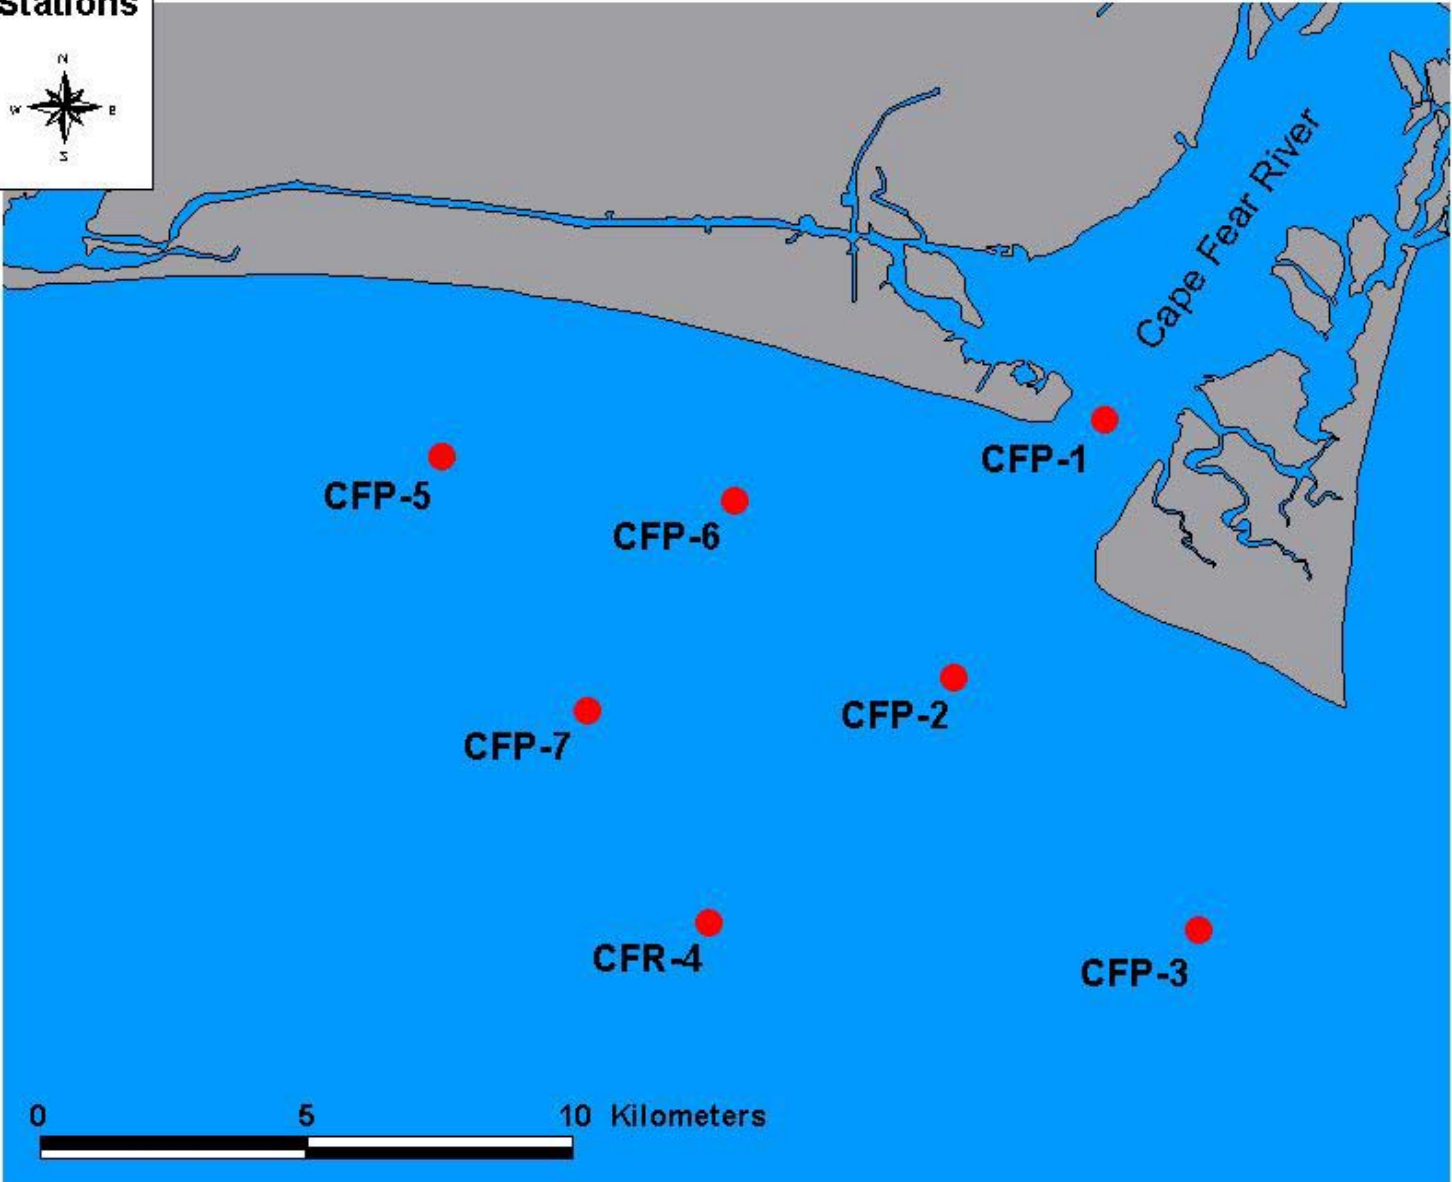 Stations
N
W E
S
Cape Fear River
CFP-1
CFP-5
CFP-6
CFP-2
CFP-7
CFR-4
CFP-3
0 5 10 Kilometers